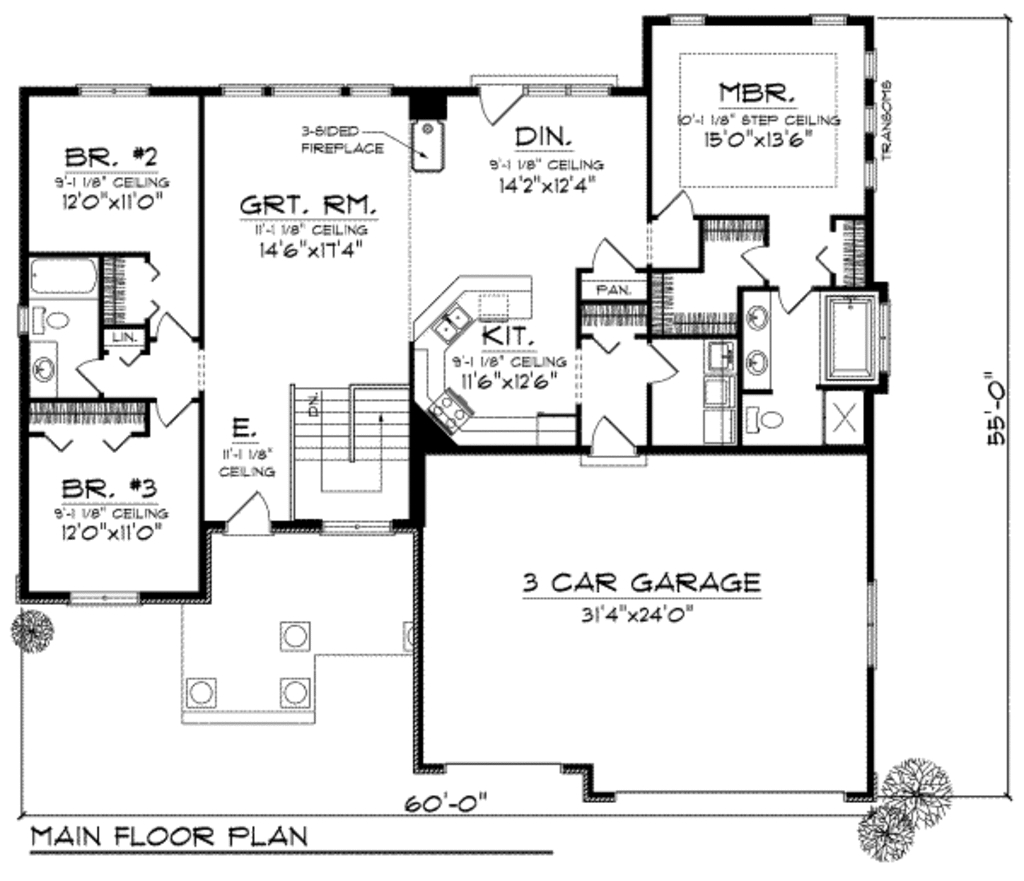 MBR.
10'-1 1/8" STEP CEILING
15'0"x13'6"
TRANSOMS
3-SIDED
FIREPLACE
DIN.
9'-1 1/8" CEILING
14'2"x12'4"
BR. #2
9'-1 1/8" CEILING
12'0"x11'0"
GRT. RM.
11'-1 1/8" CEILING
14'6"x17'4"
PAN.
LIN.
KIT.
9'-1 1/8" CEILING
11'6"x12'6"
DN.
E.
11'-1 1/8"
CEILING
BR. #3
9'-1 1/8" CEILING
12'0"x11'0"
55'-0"
3 CAR GARAGE
31'4"x24'0"
60'-0"
MAIN FLOOR PLAN